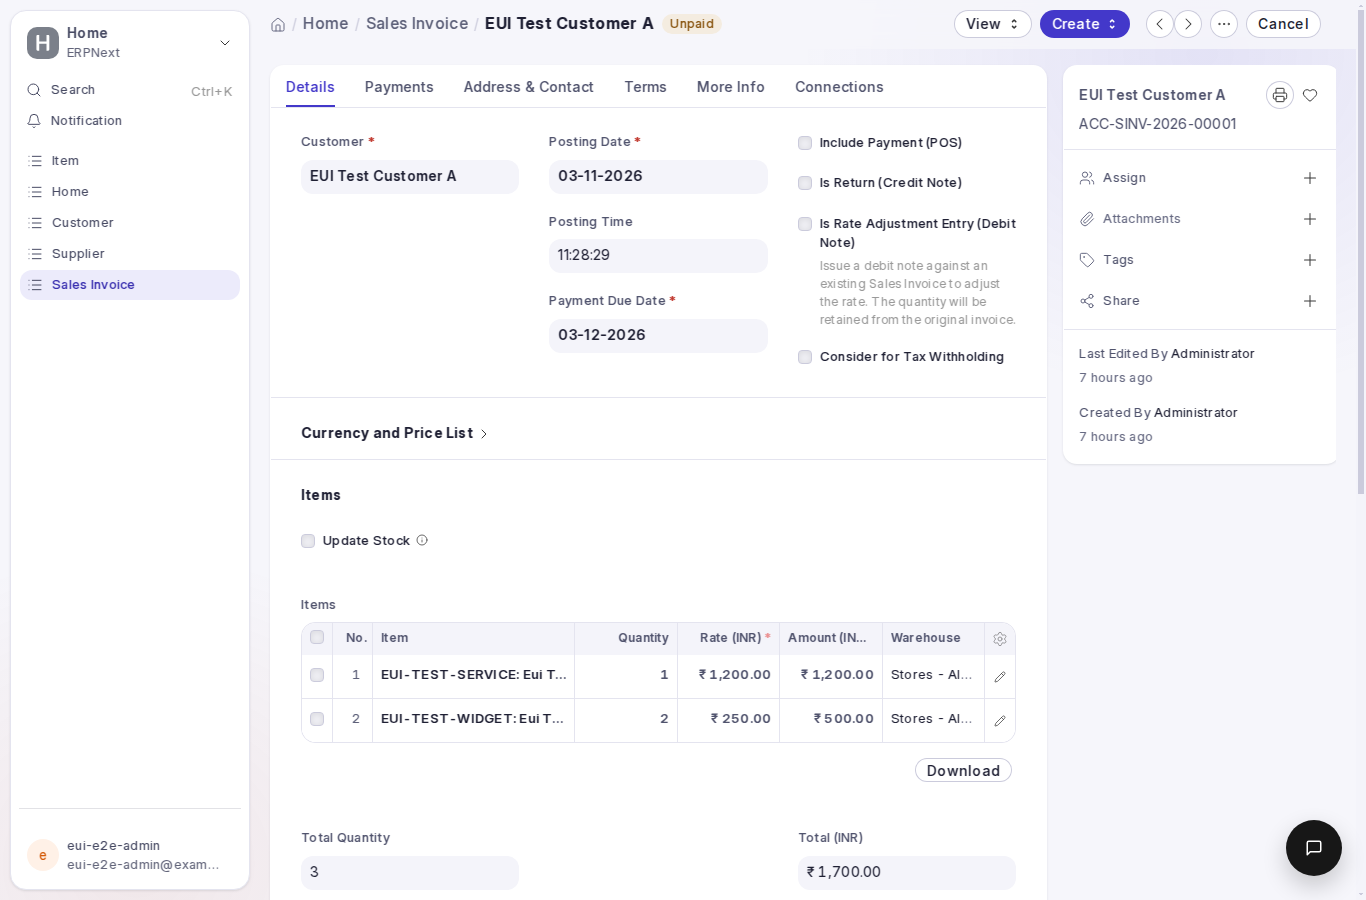 H
Home
ERPNext
Search
Ctrl+K
Notification
Item
Home
Customer
Supplier
Sales Invoice
eui-e2e-admin
e
eui-e2e-admin@exam...
/ Home / Sales Invoice / EUI Test Customer A Unpaid
View Create ... Cancel
Details Payments Address & Contact Terms More Info Connections
Customer *
EUI Test Customer A
Posting Date *
03-11-2026
Posting Time
11:28:29
Payment Due Date *
03-12-2026
Include Payment (POS)
Is Return (Credit Note)
Is Rate Adjustment Entry (Debit
Note)
Issue a debit note against an
existing Sales Invoice to adjust
the rate. The quantity will be
retained from the original invoice.
Consider for Tax Withholding
Currency and Price List
Items
Update Stock
Items
No. Item Quantity Rate (INR) * Amount (IN... Warehouse
1 EUI-TEST-SERVICE: Eui T... 1 ₹ 1,200.00 ₹ 1,200.00 Stores - Al...
2 EUI-TEST-WIDGET: Eui T... 2 ₹ 250.00 ₹ 500.00 Stores - Al...
Download
Total Quantity
3
Total (INR)
₹ 1,700.00
EUI Test Customer A
ACC-SINV-2026-00001
Assign
Attachments
Tags
Share
Last Edited By Administrator
7 hours ago
Created By Administrator
7 hours ago